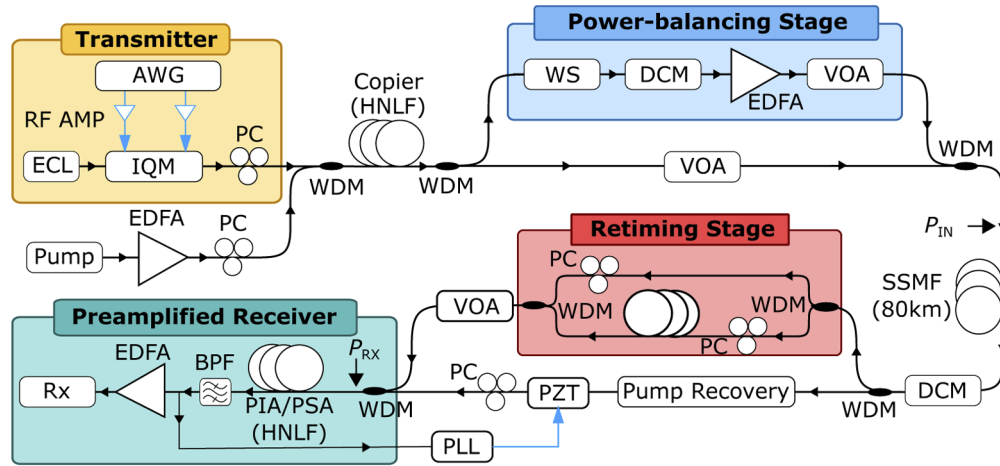 Transmitter
AWG
RF AMP
PC
ECL
IQM
WDM
Copier
(HNLF)
WDM
Power-balancing Stage
WS
DCM
EDFA
VOA
VOA
WDM
EDFA
PC
Pump
P_IN
SSMF
(80km)
Retiming Stage
PC
WDM
WDM
PC
VOA
Preamplified Receiver
EDFA
BPF
P_RX
Rx
PIA/PSA
(HNLF)
WDM
PC
PZT
Pump Recovery
WDM
DCM
PLL